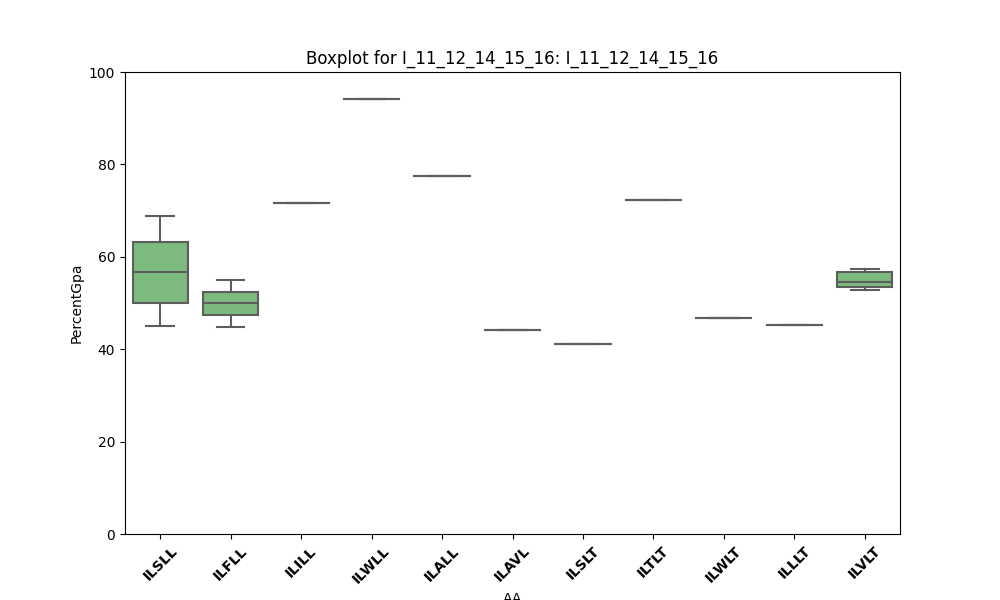 Boxplot for I_11_12_14_15_16: I_11_12_14_15_16
PercentGpa
100
80
60
40
20
0
ILSLL
ILFLL
ILILL
ILWLL
ILALL
ILAVL
ILSLT
ILTLT
ILWLT
ILLLT
ILVLT
AA